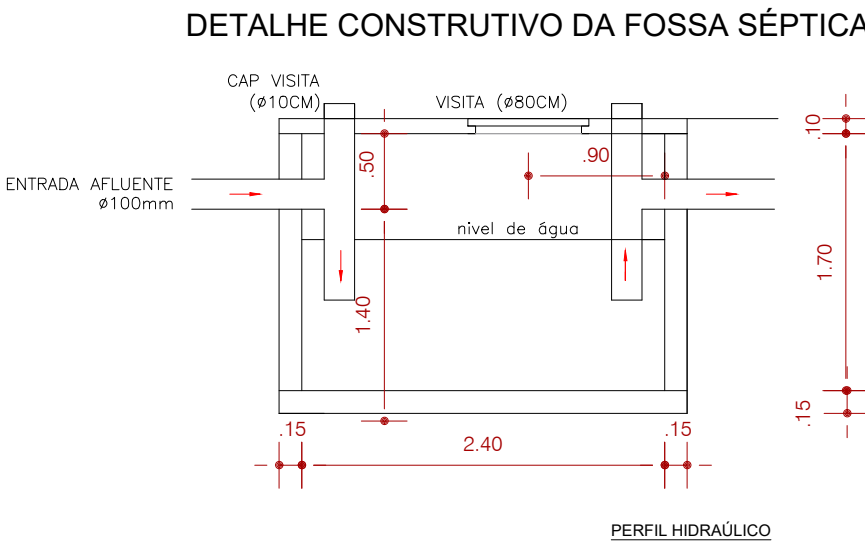 DETALHE CONSTRUTIVO DA FOSSA SÉPTICA
CAP VISITA
(ø10CM)
VISITA (ø80CM)
.10
.50
.90
ENTRADA AFLUENTE
ø100mm
nivel de água
1.70
1.40
.15
.15
2.40
.15
PERFIL HIDRAÚLICO